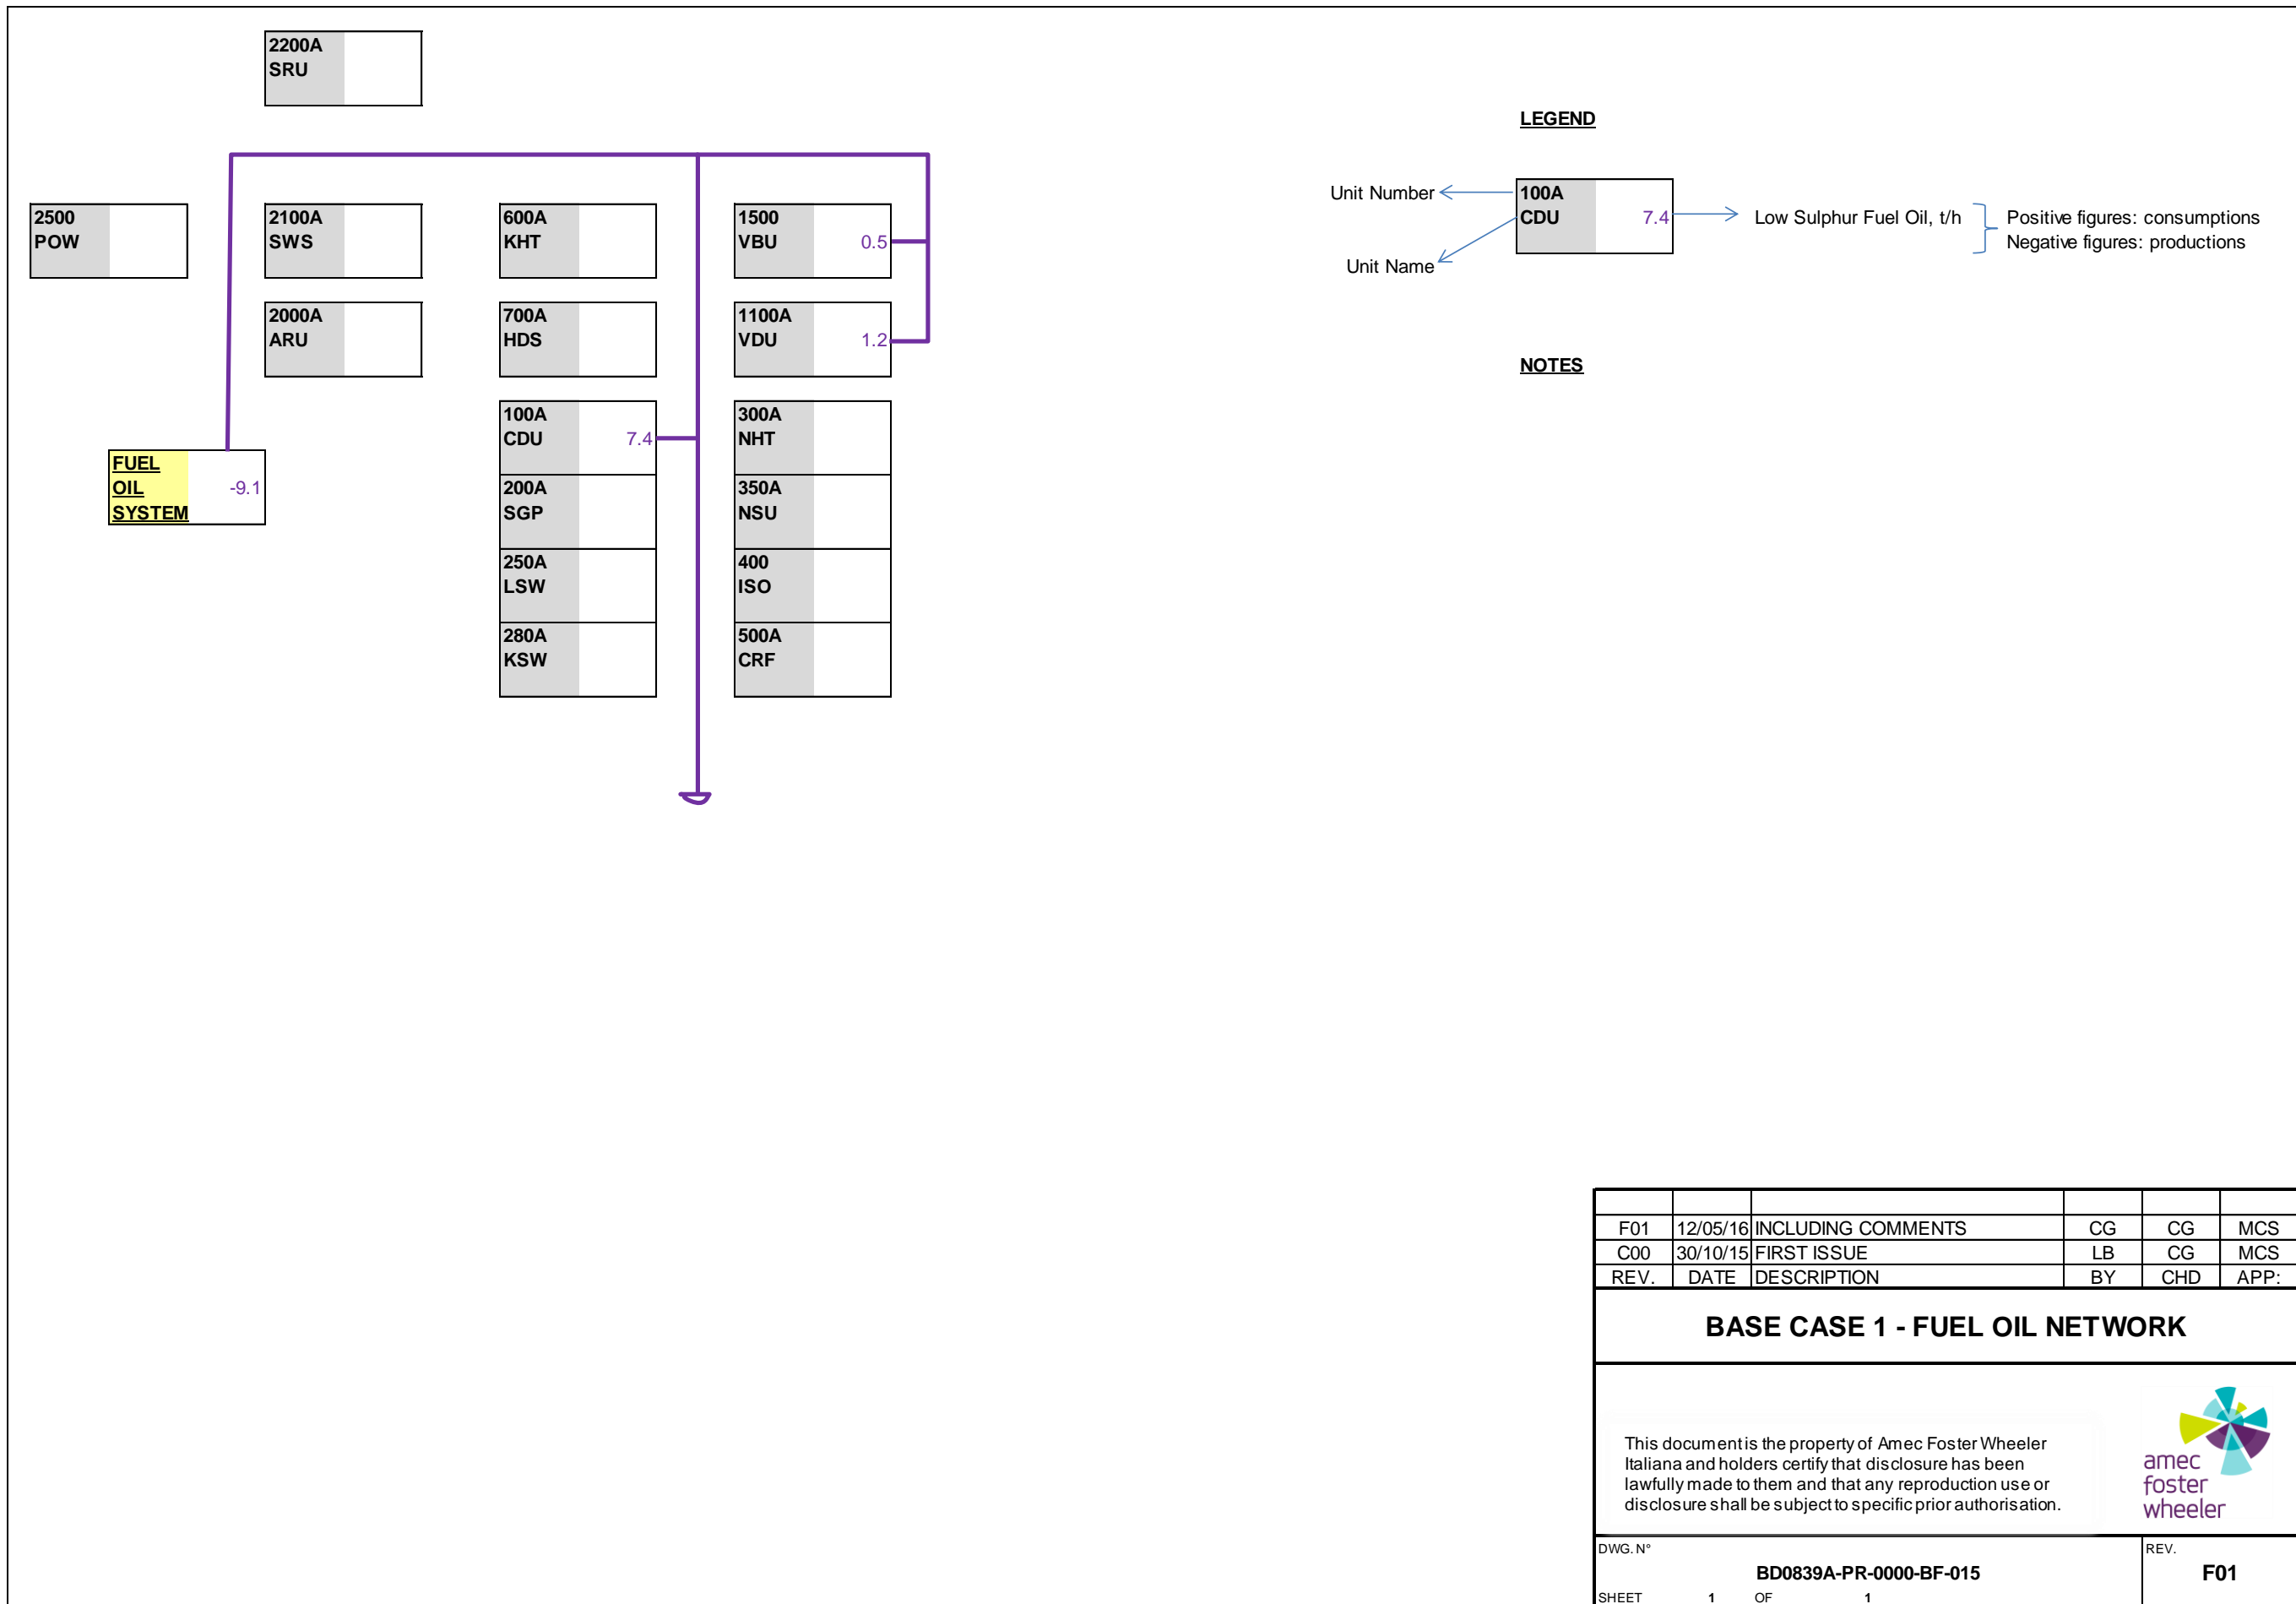 2200A
SRU
2500
POW
2100A
SWS
600A
KHT
1500
VBU 0.5
2000A
ARU
700A
HDS
1100A
VDU 1.2
100A
CDU 7.4
300A
NHT
FUEL
OIL -9.1
SYSTEM
200A
SGP
350A
NSU
250A
LSW
400
ISO
280A
KSW
500A
CRF
LEGEND
Unit Number
100A
CDU 7.4
Low Sulphur Fuel Oil, t/h
Positive figures: consumptions
Negative figures: productions
Unit Name
NOTES
F01 12/05/16 INCLUDING COMMENTS CG CG MCS
C00 30/10/15 FIRST ISSUE LB CG MCS
REV. DATE DESCRIPTION BY CHD APP:
BASE CASE 1 - FUEL OIL NETWORK
This document is the property of Amec Foster Wheeler
Italiana and holders certify that disclosure has been
lawfully made to them and that any reproduction use or
disclosure shall be subject to specific prior authorisation.
amec
foster
wheeler
DWG. N° REV.
BD0839A-PR-0000-BF-015 F01
SHEET 1 OF 1